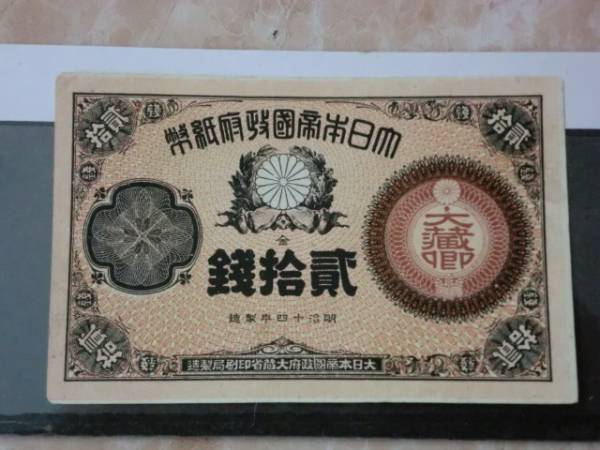 貳拾
貳拾
大日本帝國政府紙幣
金
貳拾錢
大藏卿
明治十四年製造
貳拾
貳拾
大日本帝國政府大藏省印刷局製造